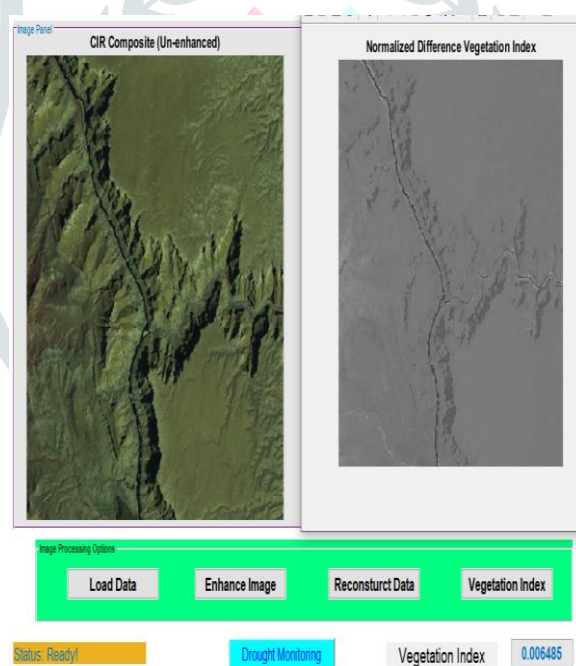 Image Panel
CIR Composite (Un-enhanced)
Normalized Difference Vegetation Index
Image Processing Options
Load Data
Enhance Image
Reconsturct Data
Vegetation Index
Status: Ready!
Drought Monitoring
Vegetation Index
0.006485